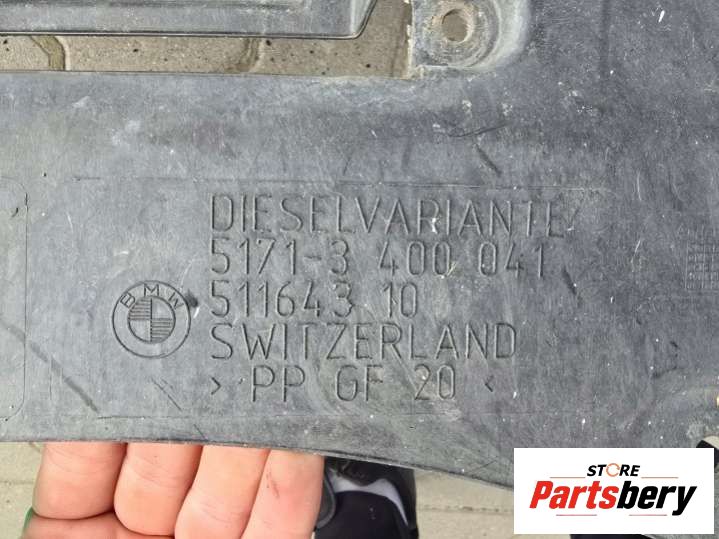 DIESELVARIANTE
5171-3 400 041
BMW
511643 10
SWITZERLAND
> PP GF 20 <
STORE
Partsbery